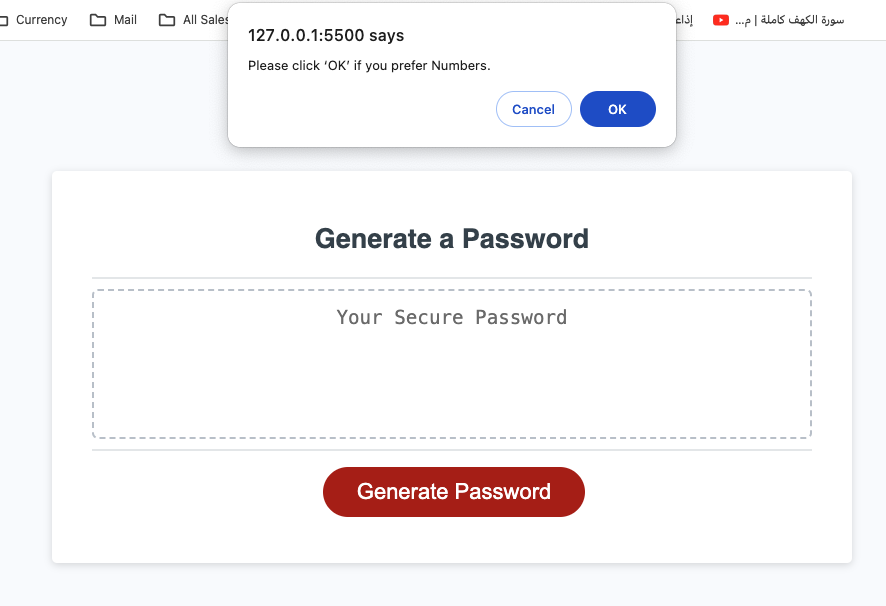 Currency
Mail
All Sales
إذاع
سورة الكهف كاملة | م...
127.0.0.1:5500 says
Please click ‘OK’ if you prefer Numbers.
Cancel
OK
Generate a Password
Your Secure Password
Generate Password